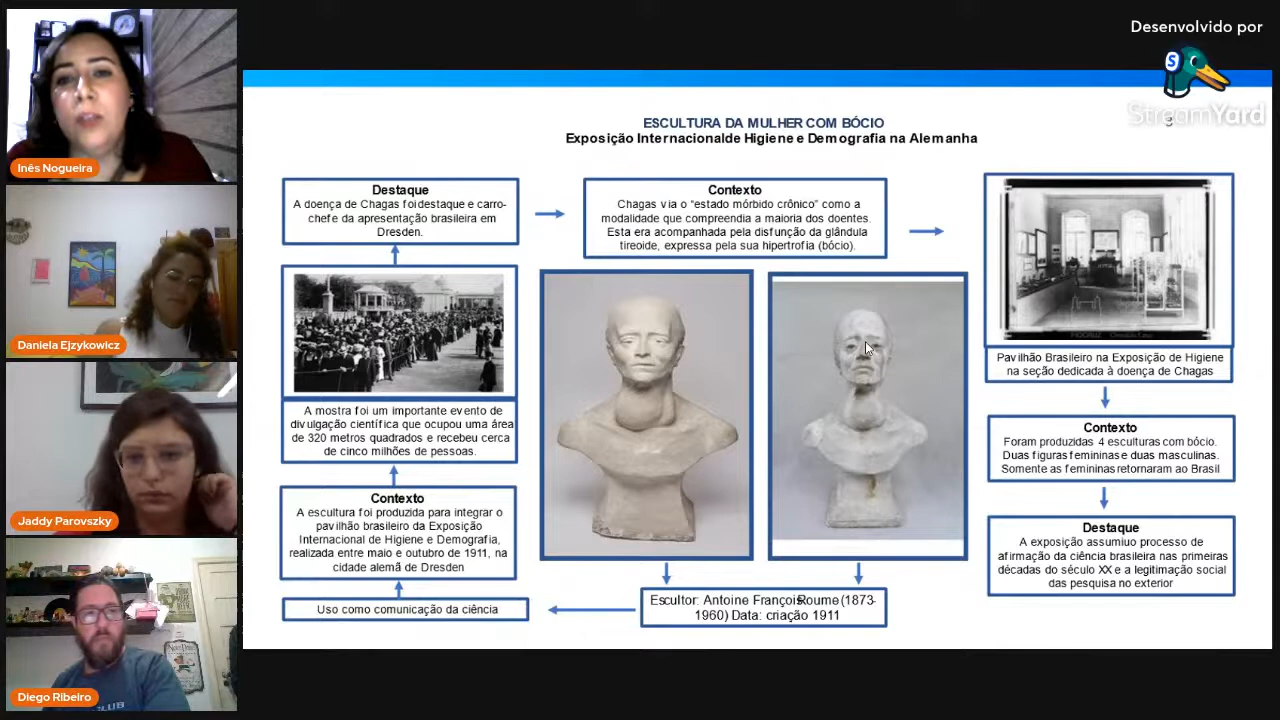 Desenvolvido por
StreamYard
Inês Nogueira
Daniela Ejzykowicz
Jaddy Parovszky
Diego Ribeiro
ESCULTURA DA MULHER COM BÓCIO
Exposição Internacionalde Higiene e Demografia na Alemanha
Destaque
A doença de Chagas foi destaque e carro-
chefe da apresentação brasileira em
Dresden.
Contexto
Chagas via o “estado mórbido crônico” como a
modalidade que compreendia a maioria dos doentes.
Esta era acompanhada pela disfunção da glândula
tireoide, expressa pela sua hipertrofia (bócio).
A mostra foi um importante evento de
divulgação científica que ocupou uma área
de 320 metros quadrados e recebeu cerca
de cinco milhões de pessoas.
Contexto
A escultura foi produzida para integrar o
pavilhão brasileiro da Exposição
Internacional de Higiene e Demografia,
realizada entre maio e outubro de 1911, na
cidade alemã de Dresden
Uso como comunicação da ciência
Escultor: Antoine François Roume (1873-
1960) Data: criação 1911
Pavilhão Brasileiro na Exposição de Higiene
na seção dedicada à doença de Chagas
Contexto
Foram produzidas 4 esculturas com bócio.
Duas figuras femininas e duas masculinas.
Somente as femininas retornaram ao Brasil
Destaque
A exposição assumiuo processo de
afirmação da ciência brasileira nas primeiras
décadas do século XX e a legitimação social
das pesquisa no exterior